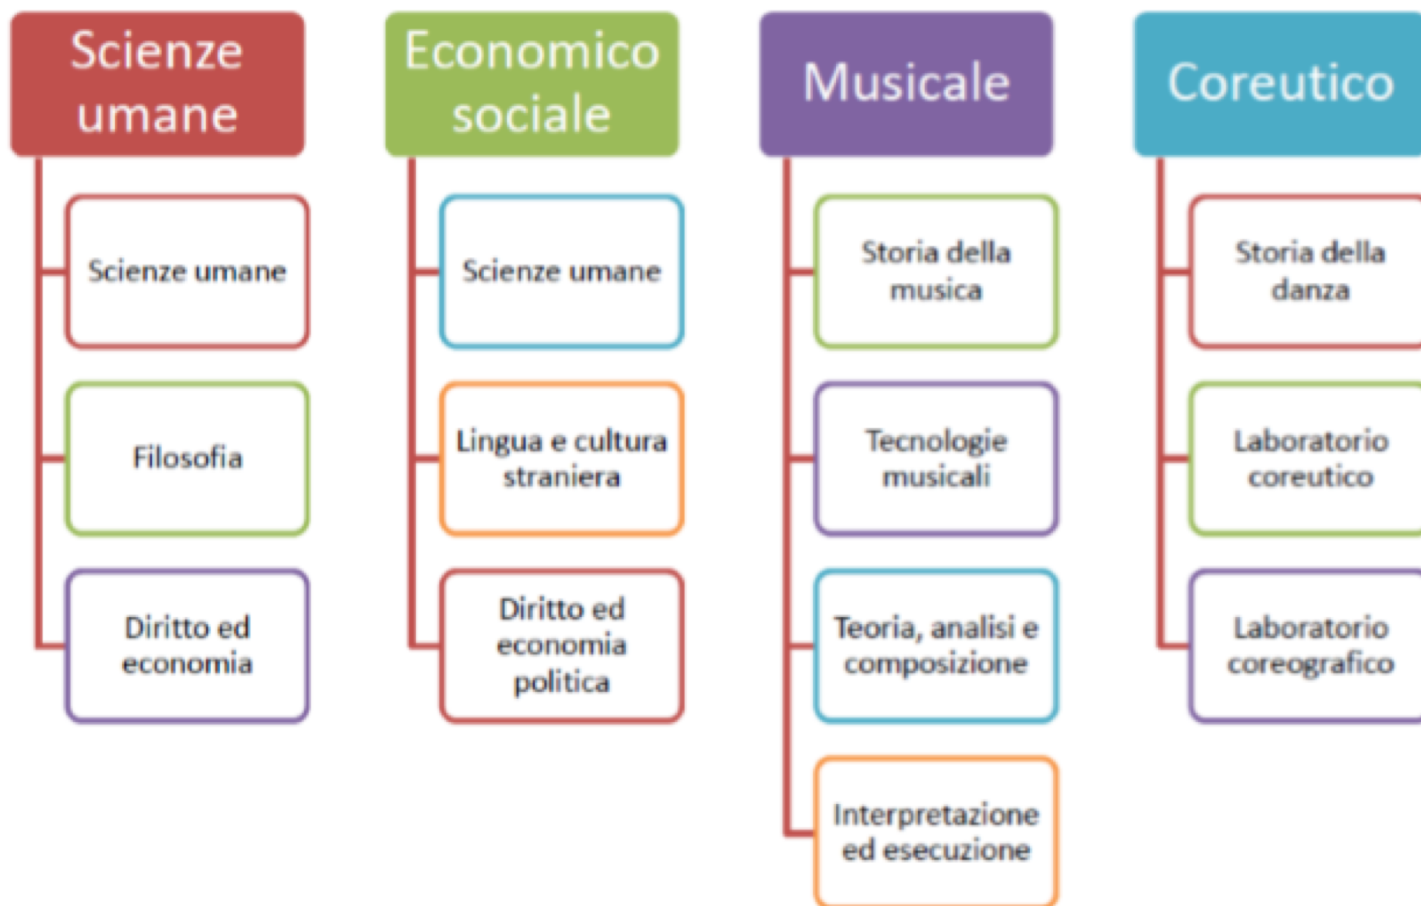 Scienze
umane
Scienze umane
Filosofia
Diritto ed
economia
Economico
sociale
Scienze umane
Lingua e cultura
straniera
Diritto ed
economia
politica
Musicale
Storia della
musica
Tecnologie
musicali
Teoria, analisi e
composizione
Interpretazione
ed esecuzione
Coreutico
Storia della
danza
Laboratorio
coreutico
Laboratorio
coreografico